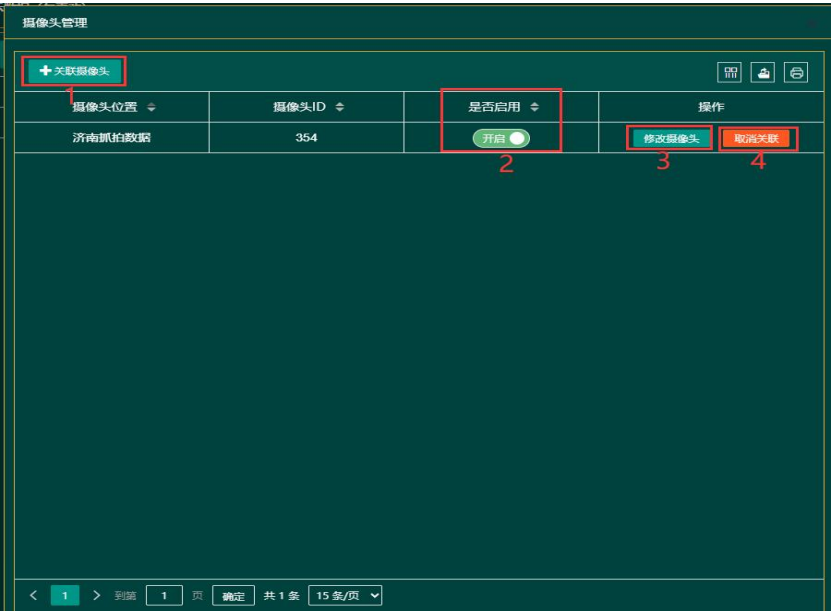 摄像头管理
关联摄像头
1
摄像头位置 摄像头ID 是否启用 操作
济南抓拍数据 354 开启 修改摄像头 取消关联
2 3 4
1 到第 1 页 确定 共1条 15条/页